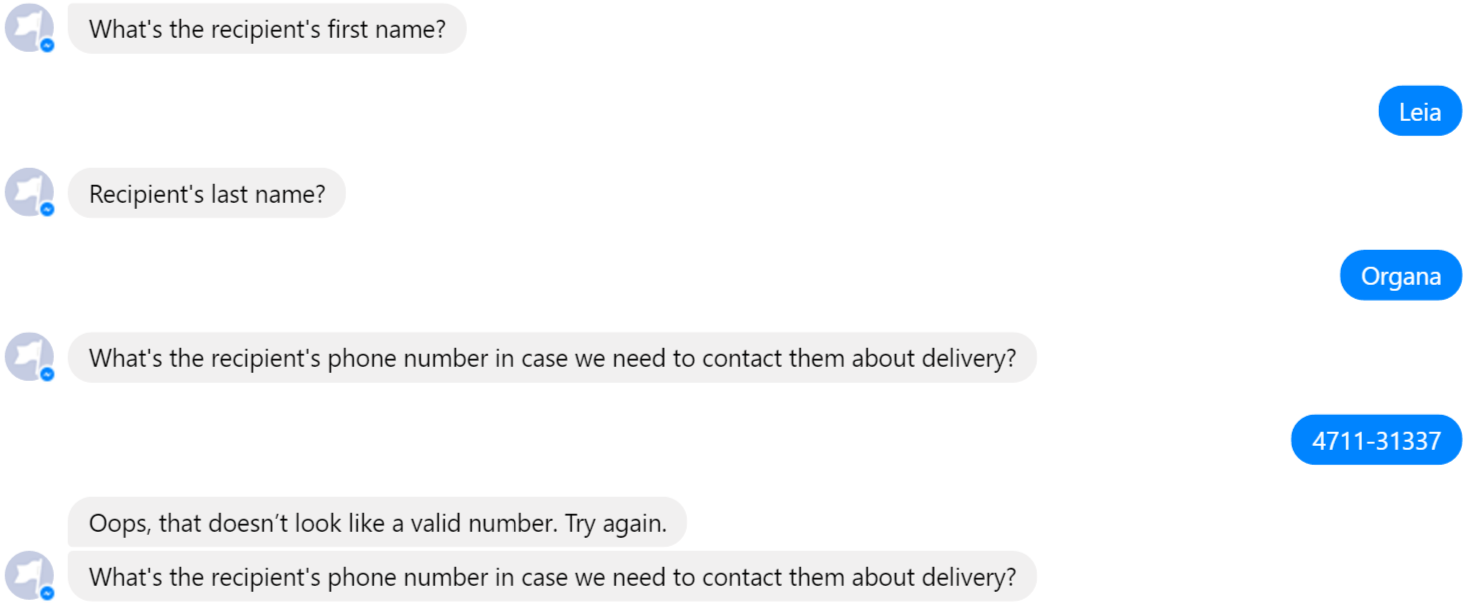 What's the recipient's first name?
Leia
Recipient's last name?
Organa
What's the recipient's phone number in case we need to contact them about delivery?
4711-31337
Oops, that doesn’t look like a valid number. Try again.
What's the recipient's phone number in case we need to contact them about delivery?